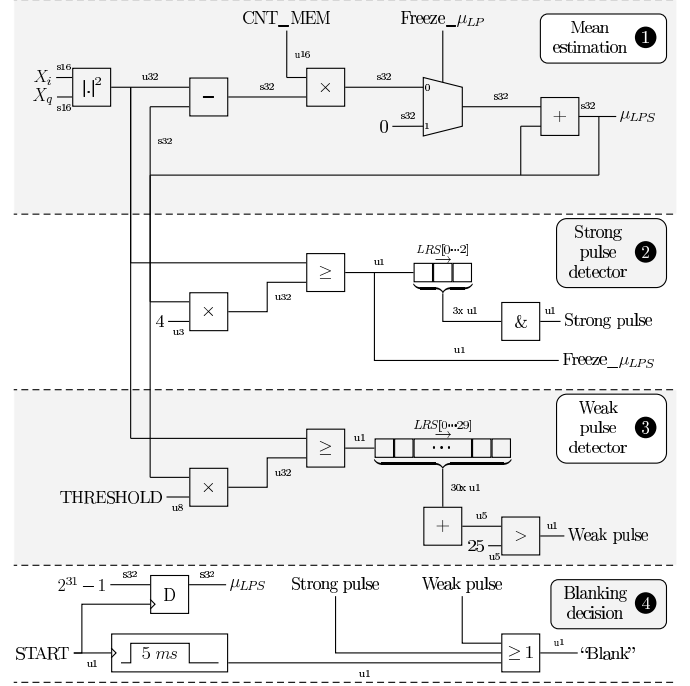 CNT_MEM
Freeze_μLP
Mean estimation 1
u16
Xi s16
Xq s16
|.|²
u32
−
s32
×
s32
0
1
0 s32
s32
+
s32
μLPS
s32
Strong pulse detector 2
LRS[0···2]
≥
u1
u32
4
u3
×
3x u1
&
u1
Strong pulse
u1
Freeze_μLPS
Weak pulse detector 3
LRS[0···29]
≥
u1
···
u32
THRESHOLD
u8
×
30x u1
+
u5
25
u5
>
u1
Weak pulse
2³¹ − 1
s32
D
s32
μLPS
Strong pulse
Weak pulse
Blanking decision 4
START
u1
5 ms
u1
≥ 1
u1
“Blank”